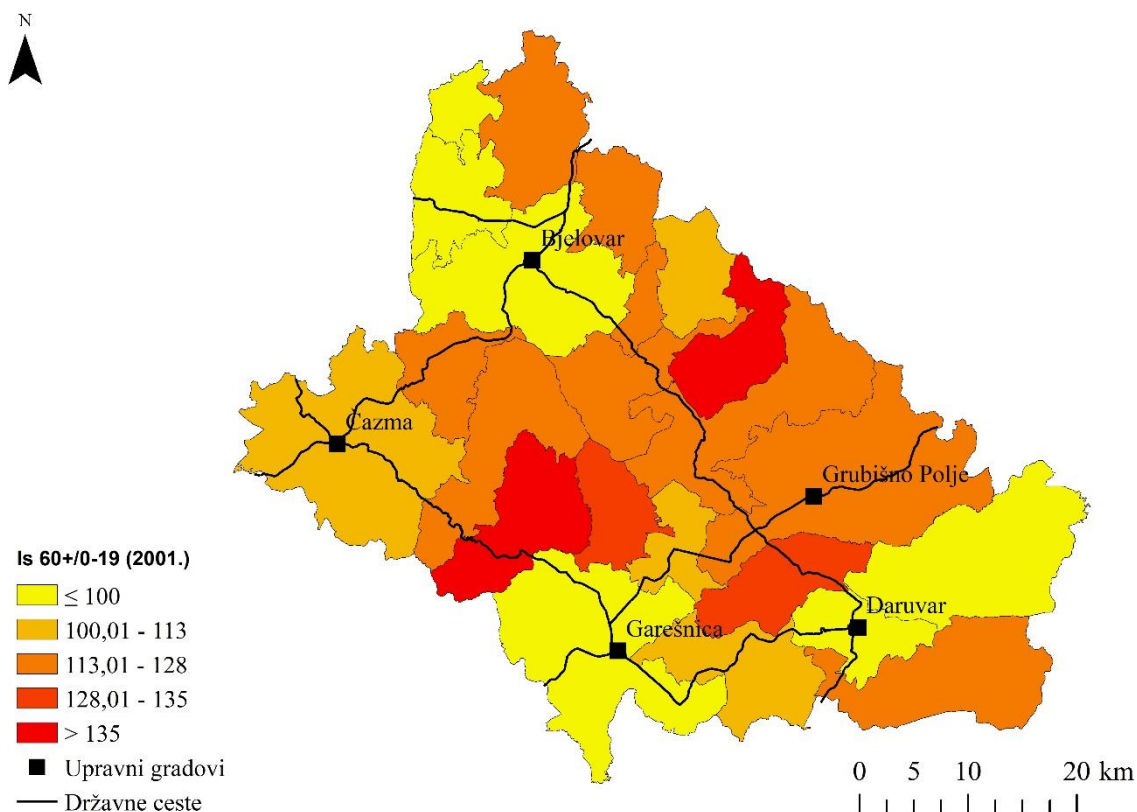 N
Bjelovar
Čazma
Grubišno Polje
Daruvar
Garešnica
Is 60+/0-19 (2001.)
≤ 100
100,01 - 113
113,01 - 128
128,01 - 135
> 135
Upravni gradovi
Državne ceste
0 5 10 20 km